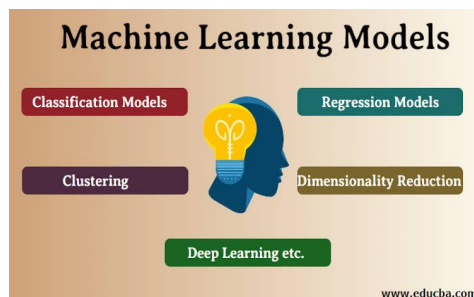 Machine Learning Models
Classification Models
Regression Models
Clustering
Dimensionality Reduction
Deep Learning etc.
www.educba.com